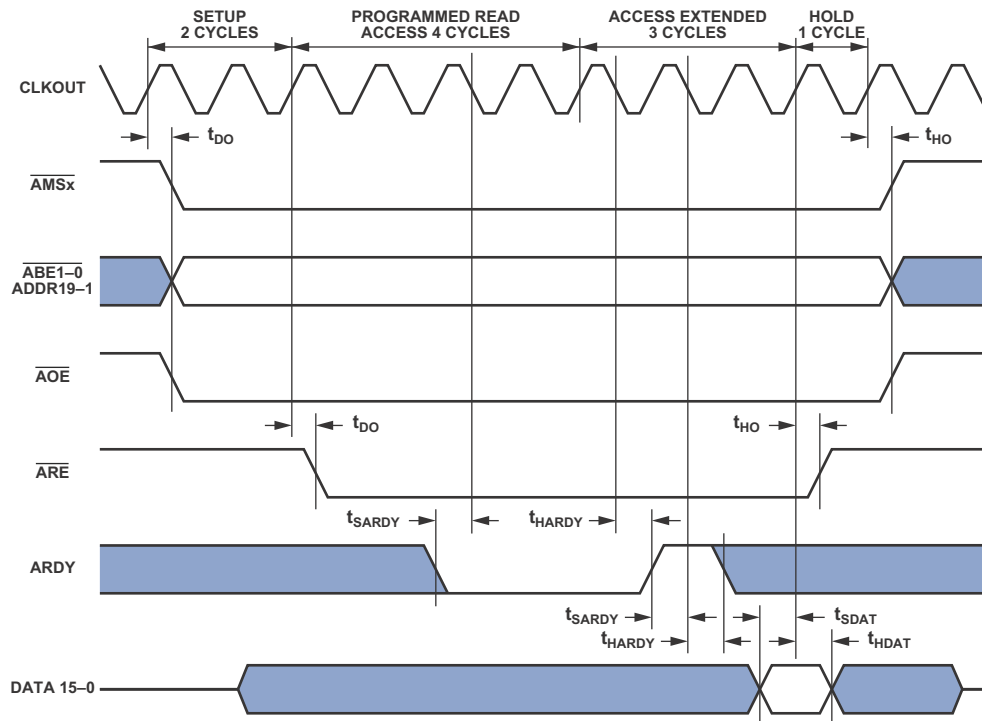 SETUP
2 CYCLES
PROGRAMMED READ
ACCESS 4 CYCLES
ACCESS EXTENDED
3 CYCLES
HOLD
1 CYCLE
CLKOUT
tDO
tHO
AMSx
ABE1–0
ADDR19–1
AOE
tDO
tHO
ARE
tSARDY
tHARDY
ARDY
tSARDY
tSDAT
tHARDY
tHDAT
DATA 15–0